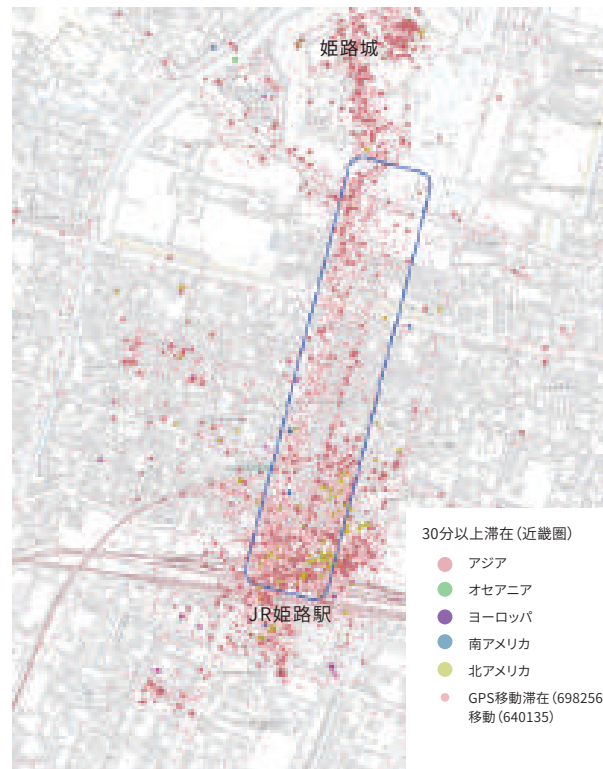 姫路城
JR姫路駅
30分以上滞在(近畿圏)
アジア
オセアニア
ヨーロッパ
南アメリカ
北アメリカ
GPS移動滞在(698256
移動(640135)